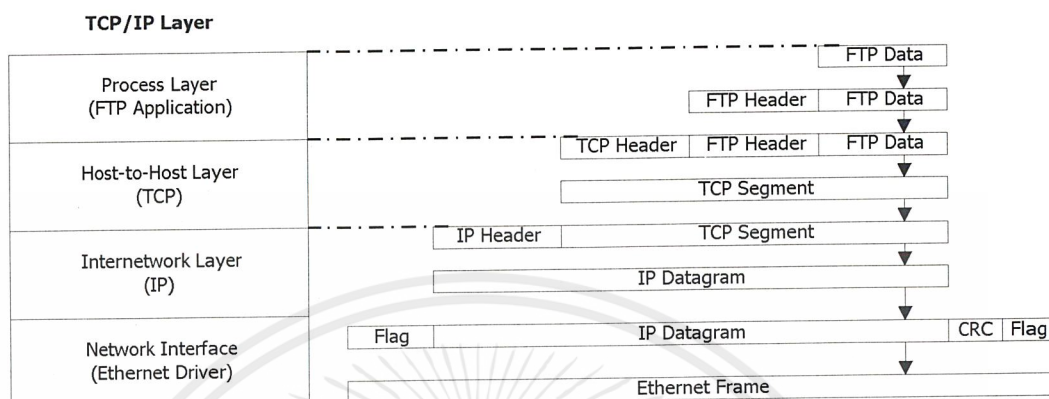 TCP/IP Layer
FTP Data
Process Layer
(FTP Application)
FTP Header FTP Data
TCP Header FTP Header FTP Data
Host-to-Host Layer
(TCP)
TCP Segment
IP Header TCP Segment
Internetwork Layer
(IP)
IP Datagram
Flag IP Datagram CRC Flag
Network Interface
(Ethernet Driver)
Ethernet Frame